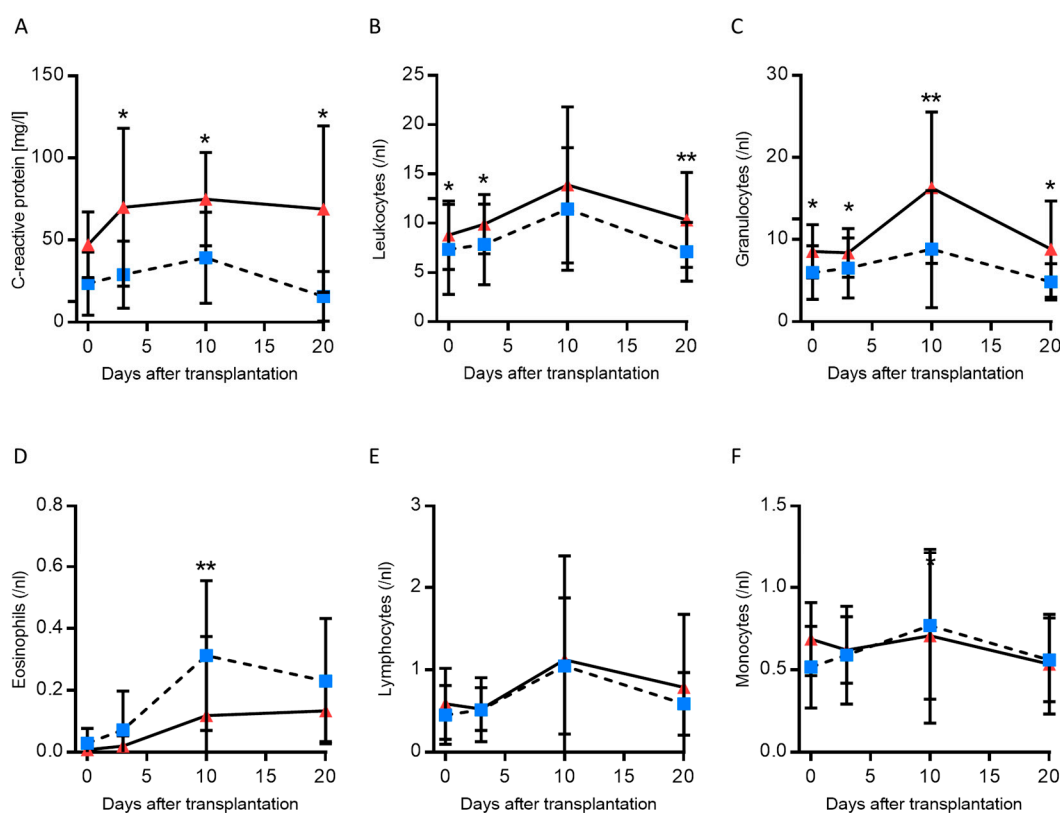 A
B
C
C-reactive protein [mg/l]
150
100
50
0
0 5 10 15 20
Days after transplantation
* * *
Leukocytes (/nl)
25
20
15
10
5
0
0 5 10 15 20
Days after transplantation
* * **
Granulocytes (/nl)
30
20
10
0
0 5 10 15 20
Days after transplantation
* * ** *
D
E
F
Eosinophils (/nl)
0.8
0.6
0.4
0.2
0.0
0 5 10 15 20
Days after transplantation
**
Lymphocytes (/nl)
3
2
1
0
0 5 10 15 20
Days after transplantation
Monocytes (/nl)
1.5
1.0
0.5
0.0
0 5 10 15 20
Days after transplantation
*